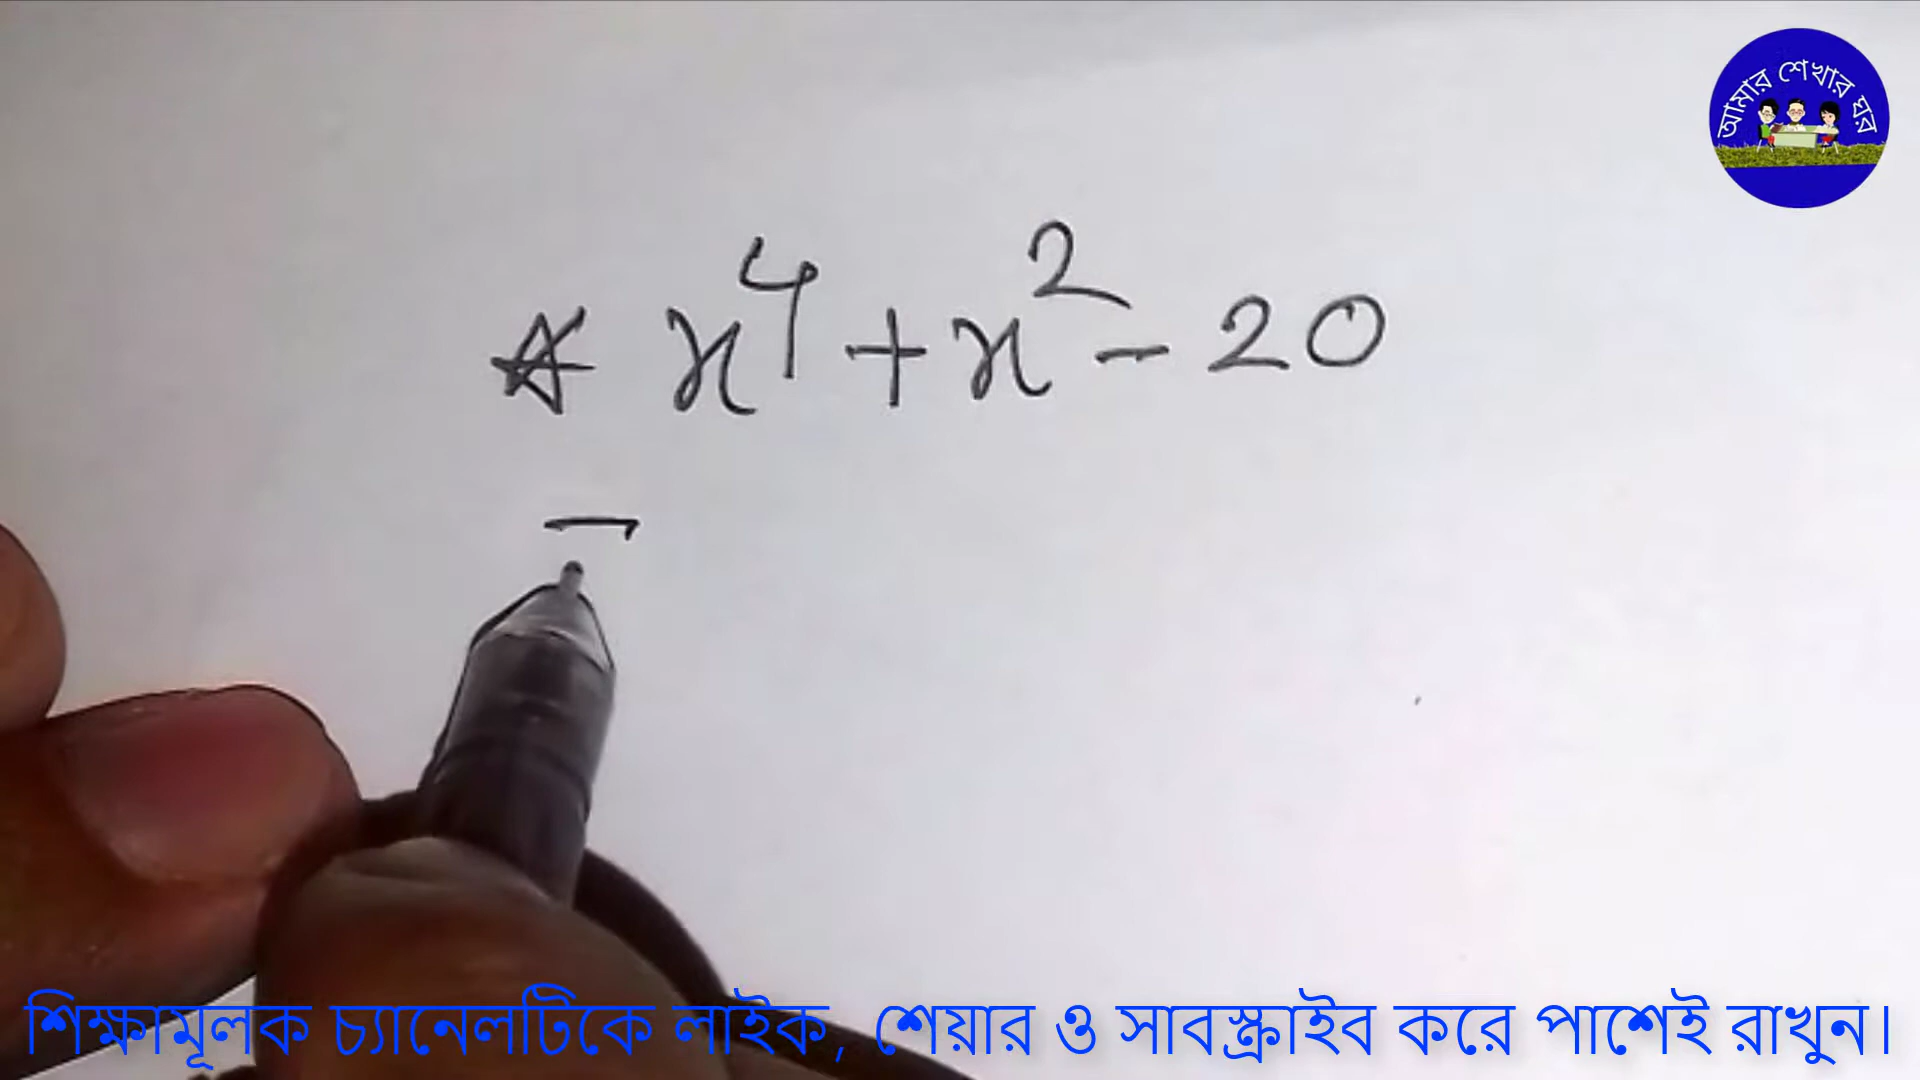 আমার শেখার ঘর
x⁴+x²-20
শিক্ষামূলক চ্যানেলটিকে লাইক, শেয়ার ও সাবস্ক্রাইব করে পাশেই রাখুন।